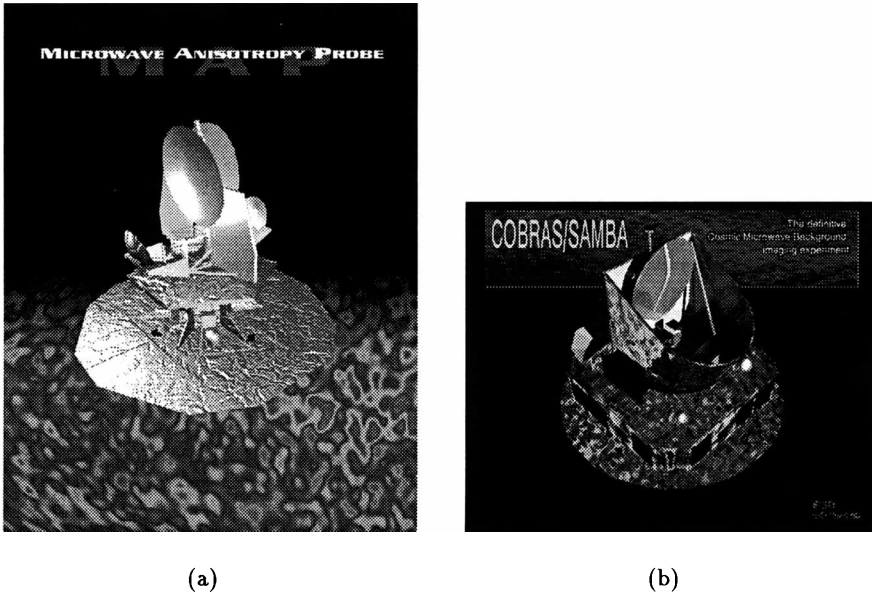 MICROWAVE ANISOTROPY PROBE
MAP
COBRAS/SAMBA
The definitive
Cosmic Microwave Background
imaging experiment
(a)
(b)